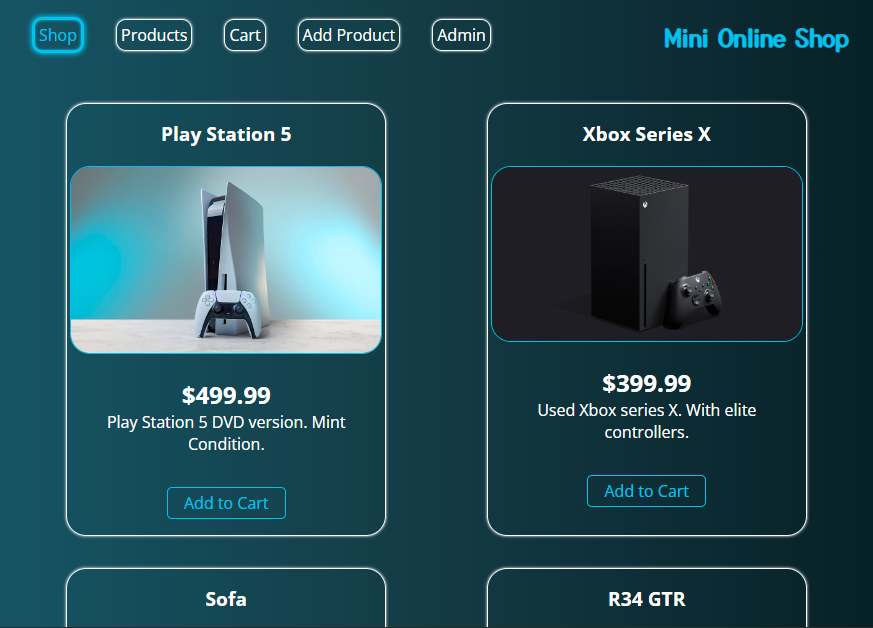 Shop Products Cart Add Product Admin Mini Online Shop
Play Station 5
$499.99
Play Station 5 DVD version. Mint
Condition.
Add to Cart
Xbox Series X
$399.99
Used Xbox series X. With elite
controllers.
Add to Cart
Sofa
R34 GTR